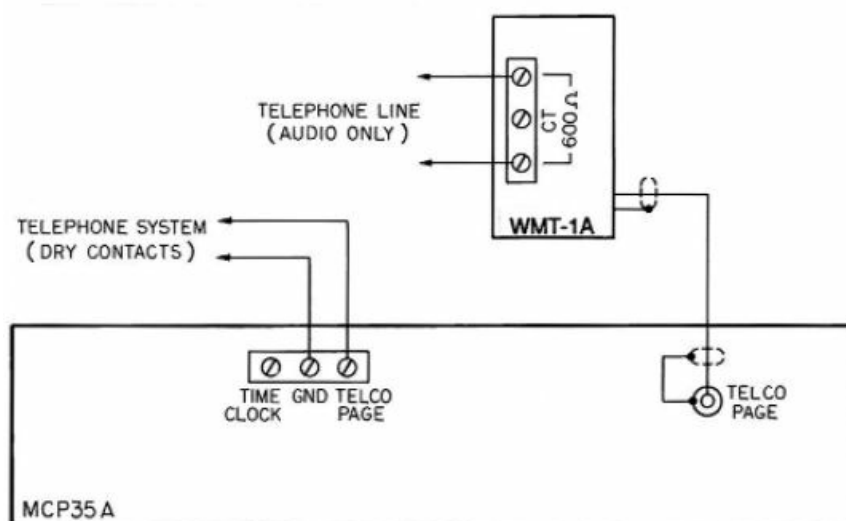 TELEPHONE LINE
(AUDIO ONLY)
CT
600Ω
WMT-1A
TELEPHONE SYSTEM
(DRY CONTACTS)
TIME CLOCK
GND
TELCO PAGE
TELCO
PAGE
MCP35A